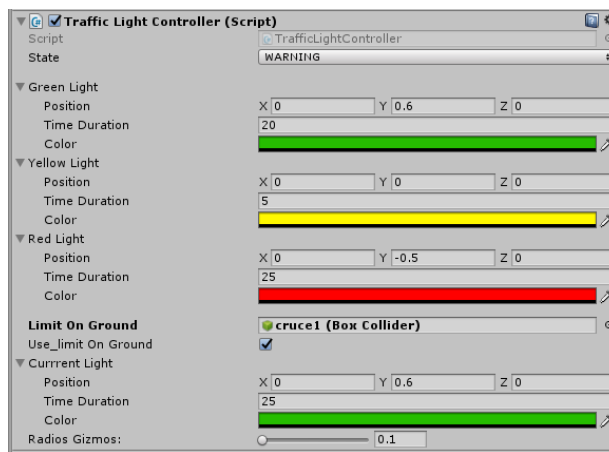 Traffic Light Controller (Script)
Script TrafficLightController
State WARNING
Green Light
Position X 0 Y 0.6 Z 0
Time Duration 20
Color
Yellow Light
Position X 0 Y 0 Z 0
Time Duration 5
Color
Red Light
Position X 0 Y -0.5 Z 0
Time Duration 25
Color
Limit On Ground cruce1 (Box Collider)
Use_limit On Ground
Currrent Light
Position X 0 Y 0.6 Z 0
Time Duration 25
Color
Radios Gizmos: 0.1